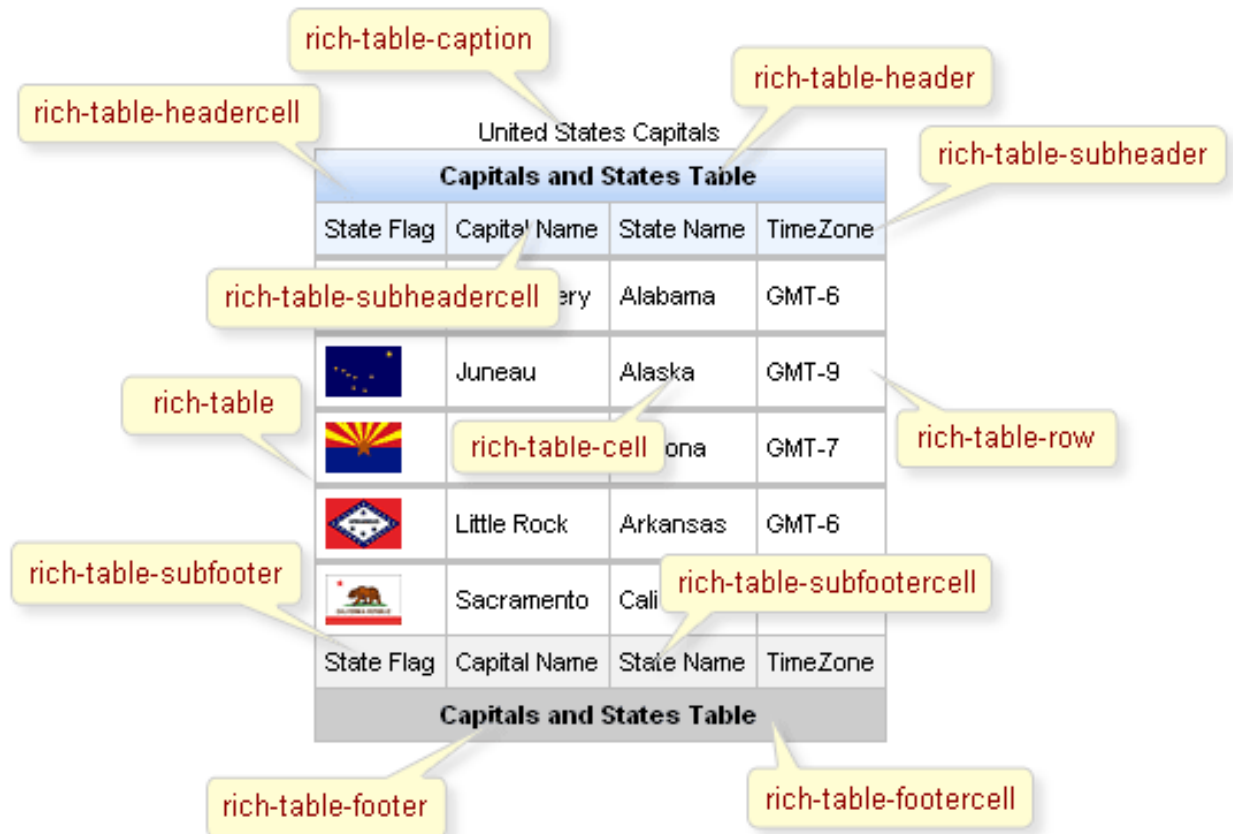 rich-table-caption
rich-table-header
rich-table-headercell
United States Capitals
rich-table-subheader
Capitals and States Table
State Flag Capital Name State Name TimeZone
rich-table-subheadercell
ery Alabama GMT-6
Juneau Alaska GMT-9
rich-table
rich-table-cell
ona GMT-7
rich-table-row
Little Rock Arkansas GMT-6
rich-table-subfooter
rich-table-subfootercell
Sacramento Cali
State Flag Capital Name State Name TimeZone
Capitals and States Table
rich-table-footer
rich-table-footercell